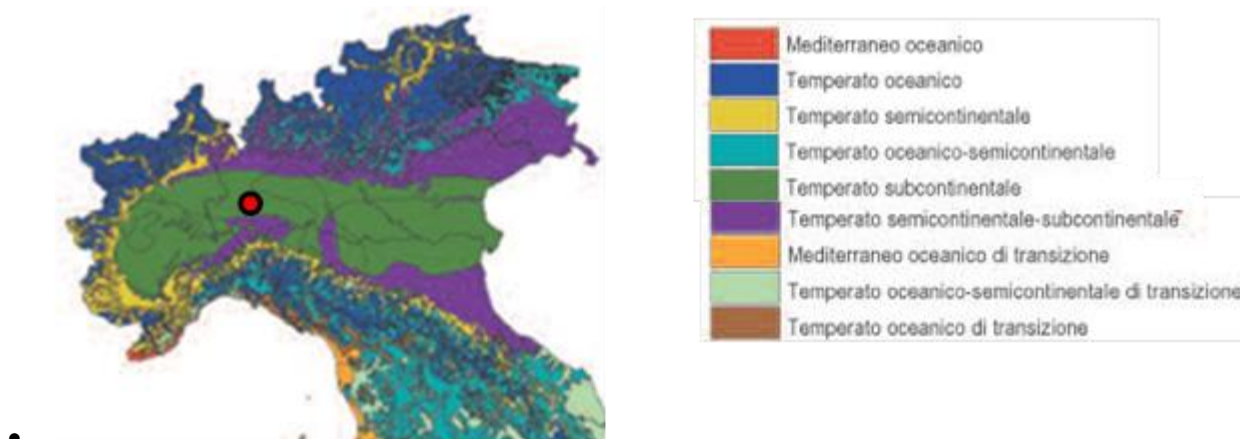 Mediterraneo oceanico
Temperato oceanico
Temperato semicontinentale
Temperato oceanico-semicontinentale
Temperato subcontinentale
Temperato semicontinentale-subcontinentale
Mediterraneo oceanico di transizione
Temperato oceanico-semicontinentale di transizione
Temperato oceanico di transizione